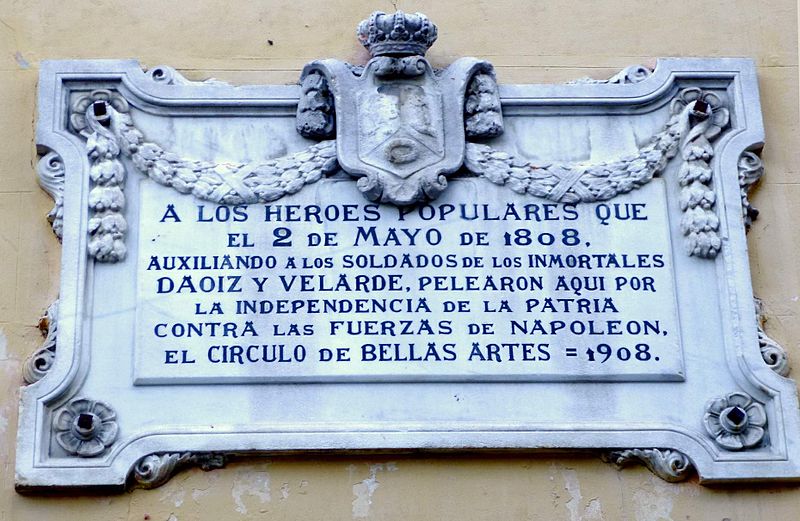 A LOS HEROES POPULARES QUE
EL 2 DE MAYO DE 1808,
AUXILIANDO A LOS SOLDADOS DE LOS INMORTALES
DAOIZ Y VELARDE, PELEARON AQUI POR
LA INDEPENDENCIA DE LA PATRIA
CONTRA LAS FUERZAS DE NAPOLEON,
EL CIRCULO DE BELLAS ARTES = 1908.